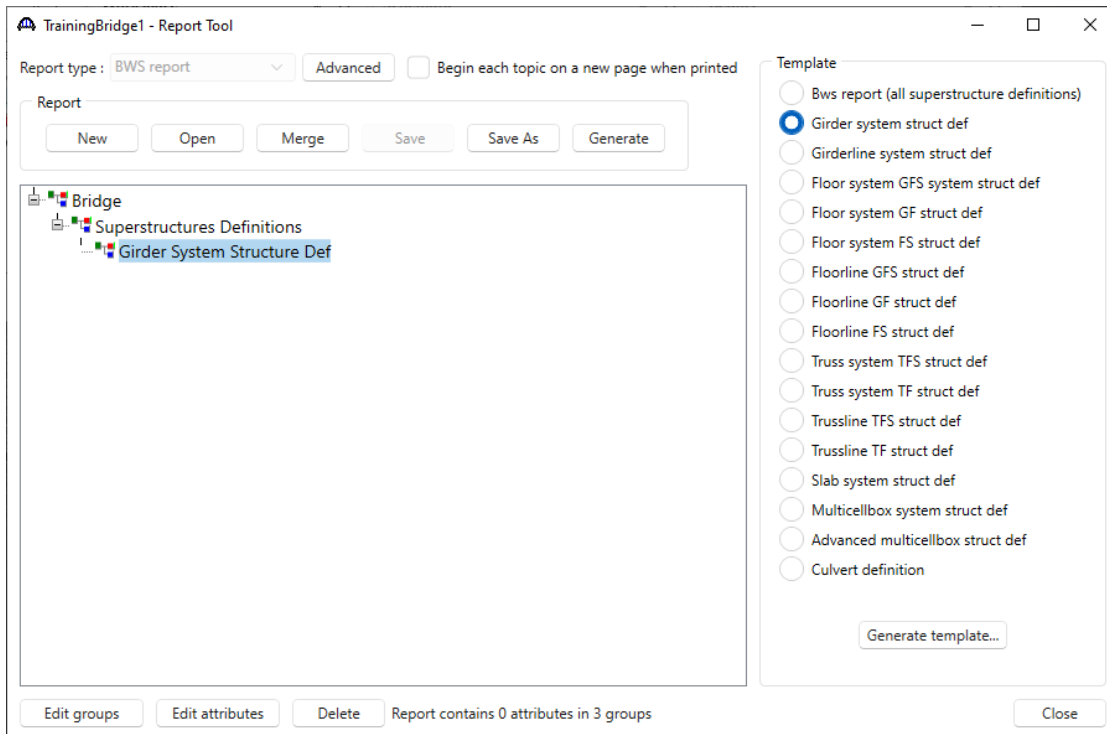 TrainingBridge1 - Report Tool
Report type : BWS report Advanced Begin each topic on a new page when printed
Report
New Open Merge Save Save As Generate
Bridge
Superstructures Definitions
Girder System Structure Def
Template
Bws report (all superstructure definitions)
Girder system struct def
Girderline system struct def
Floor system GFS system struct def
Floor system GF struct def
Floor system FS struct def
Floorline GFS struct def
Floorline GF struct def
Floorline FS struct def
Truss system TFS struct def
Truss system TF struct def
Trussline TFS struct def
Trussline TF struct def
Slab system struct def
Multicellbox system struct def
Advanced multicellbox struct def
Culvert definition
Generate template...
Edit groups Edit attributes Delete Report contains 0 attributes in 3 groups Close